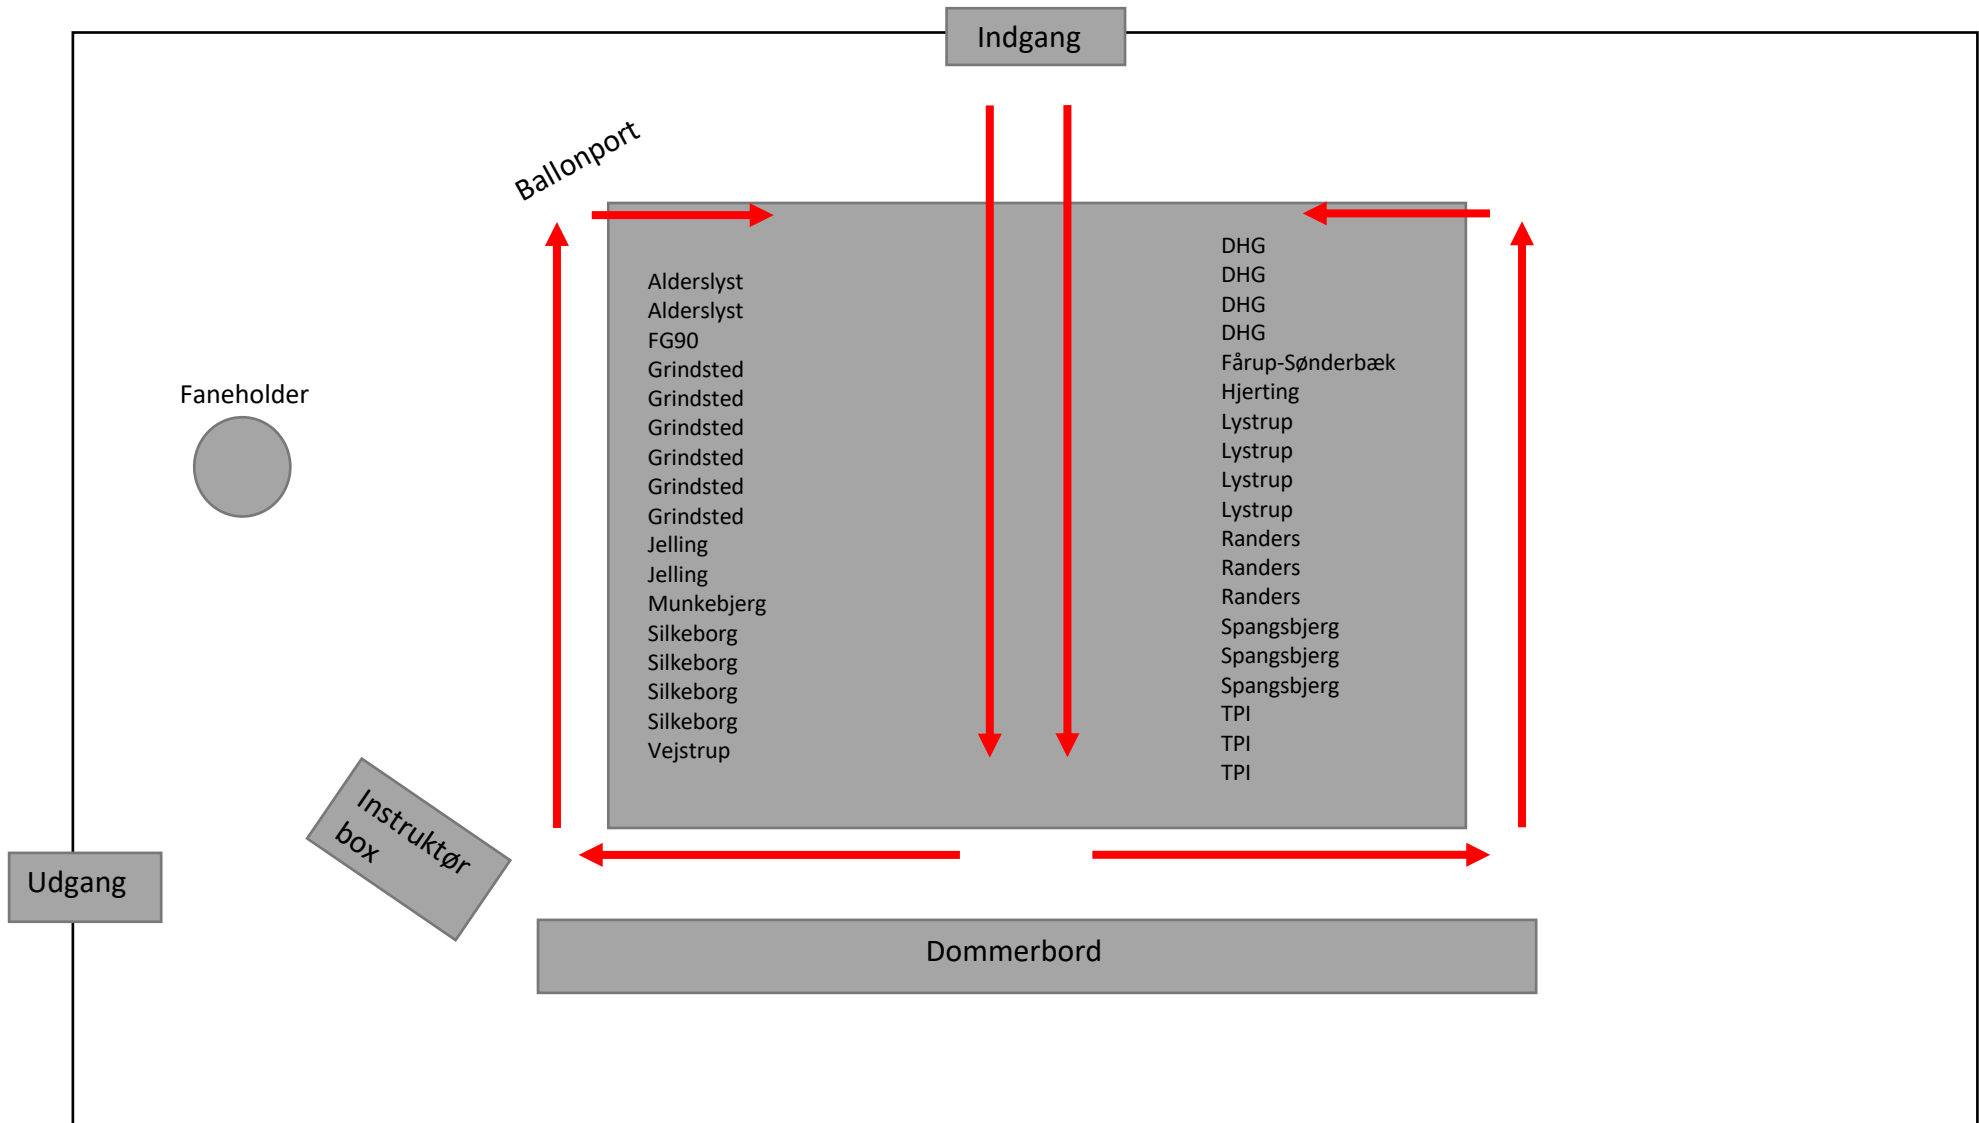 Indgang
Ballonport
Faneholder
Alderslyst
Alderslyst
FG90
Grindsted
Grindsted
Grindsted
Grindsted
Grindsted
Grindsted
Jelling
Jelling
Munkebjerg
Silkeborg
Silkeborg
Silkeborg
Silkeborg
Vejstrup
DHG
DHG
DHG
DHG
Fårup-Sønderbæk
Hjerting
Lystrup
Lystrup
Lystrup
Lystrup
Randers
Randers
Randers
Spangsbjerg
Spangsbjerg
Spangsbjerg
TPI
TPI
TPI
Instruktør
box
Udgang
Dommerbord